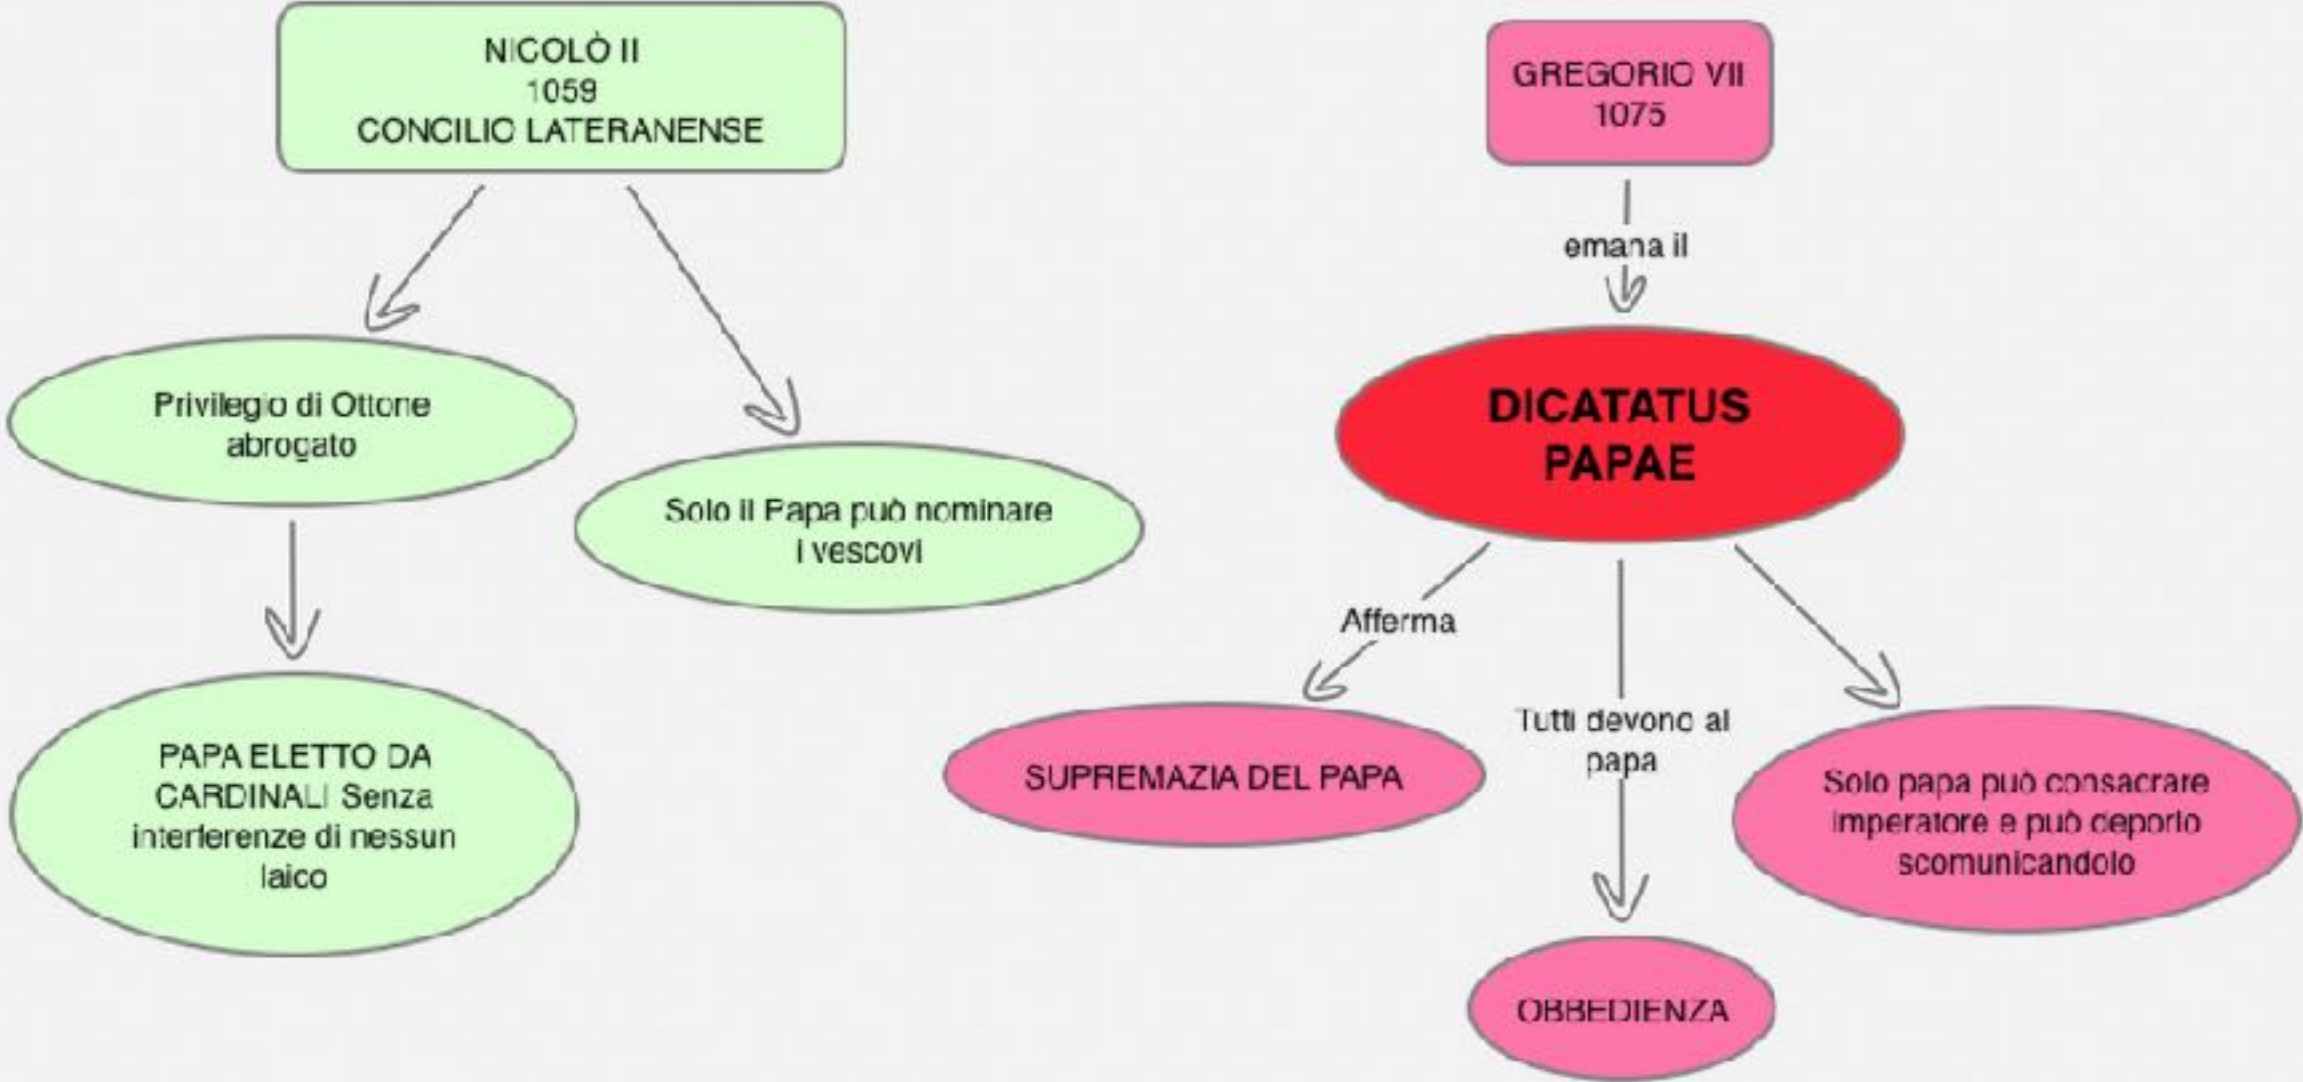 NICOLÒ II
1059
CONCILIO LATERANENSE
Privilegio di Ottone
abrogato
Solo il Papa può nominare
i vescovi
PAPA ELETTO DA
CARDINALI Senza
interferenze di nessun
laico
GREGORIO VII
1075
emana il
DICATATUS
PAPAE
Afferma
SUPREMAZIA DEL PAPA
Tutti devono al
papa
OBBEDIENZA
Solo papa può consacrare
imperatore e può deporlo
scomunicandolo